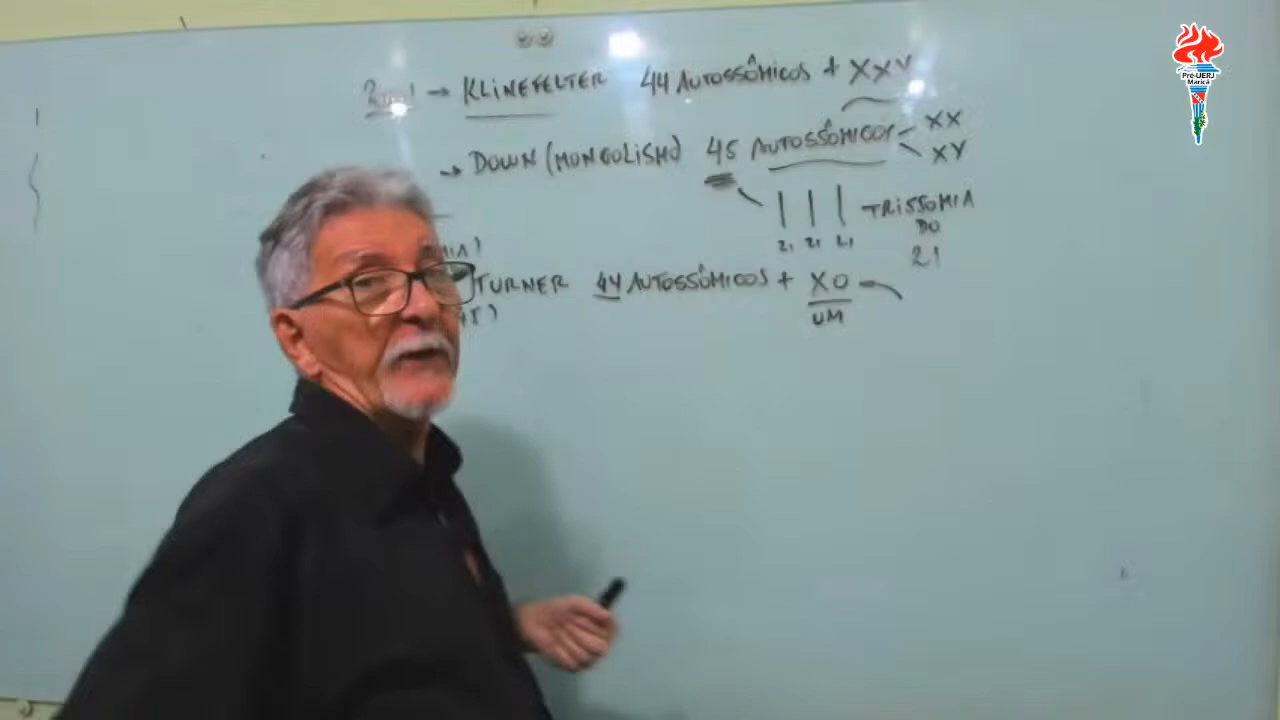 → KLINEFELTER 44 AUTOSSÔMICOS + XXY
→ DOWN (MONGOLISMO) 45 AUTOSSÔMICOS XX
XY
TRISSOMIA
DO
21 21 21 21
TURNER 44 AUTOSSÔMICOS + XO
UM
Pré-UERJ
Maricá